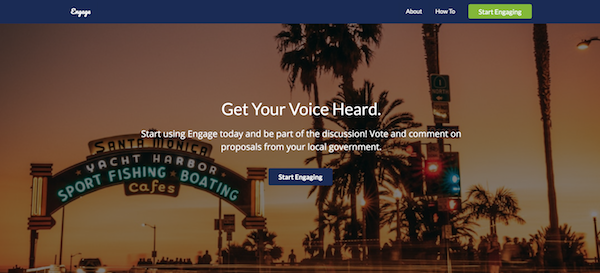 Engage
About
How To
Start Engaging
1
NORTH
Get Your Voice Heard.
Start using Engage today and be part of the discussion! Vote and comment on
proposals from your local government.
Start Engaging
SANTA MONICA
YACHT HARBOR
SPORT FISHING BOATING
Cafes